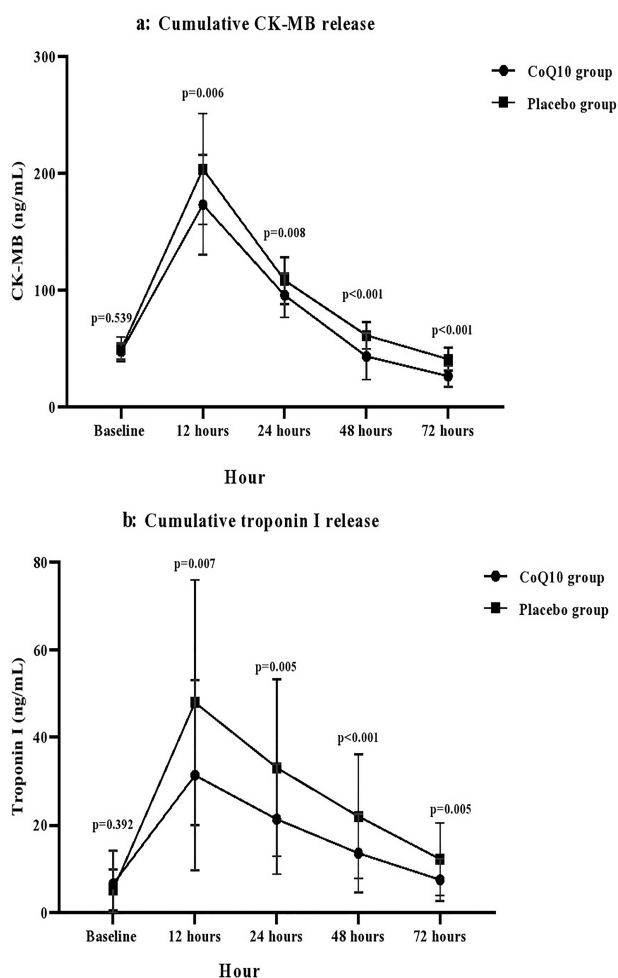 a: Cumulative CK-MB release
CoQ10 group
Placebo group
CK-MB (ng/mL)
300
200
100
0
p=0.539
p=0.006
p=0.008
p<0.001
p<0.001
Baseline
12 hours
24 hours
48 hours
72 hours
Hour
b: Cumulative troponin I release
CoQ10 group
Placebo group
Troponin I (ng/mL)
80
60
40
20
0
p=0.392
p=0.007
p=0.005
p<0.001
p=0.005
Baseline
12 hours
24 hours
48 hours
72 hours
Hour